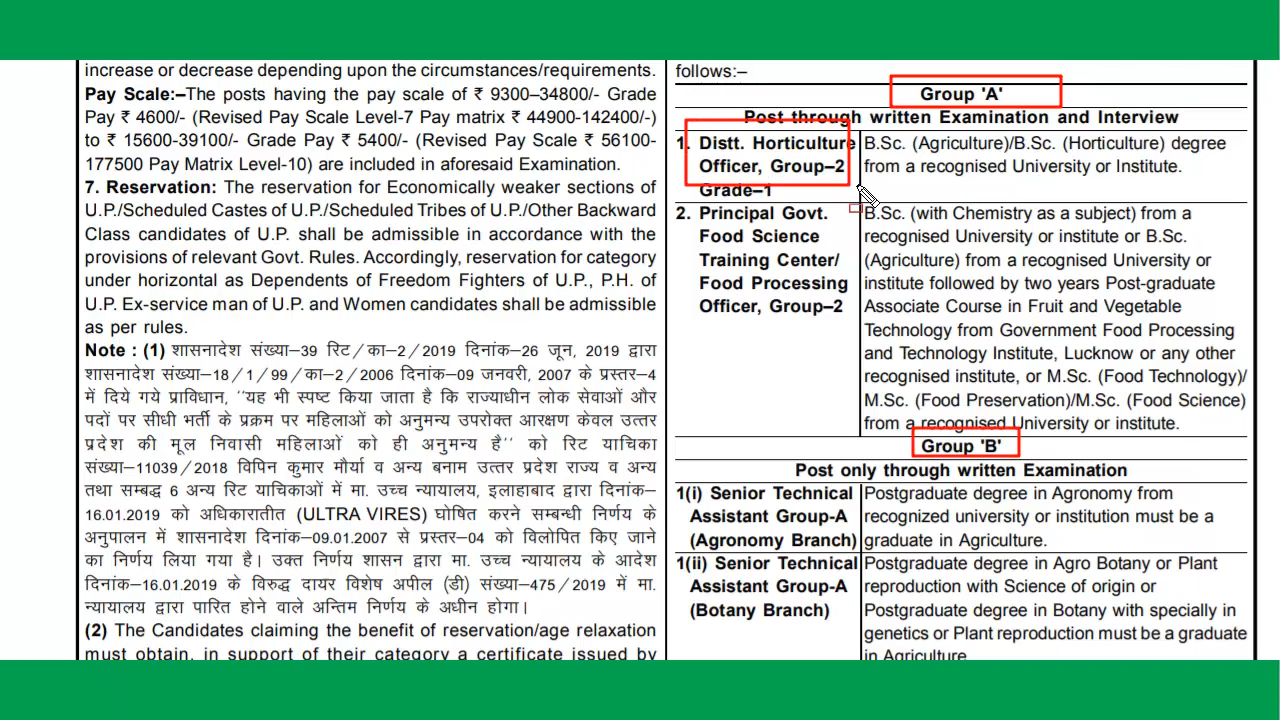 increase or decrease depending upon the circumstances/requirements.
Pay Scale:–The posts having the pay scale of ₹ 9300–34800/- Grade
Pay ₹ 4600/- (Revised Pay Scale Level-7 Pay matrix ₹ 44900-142400/-)
to ₹ 15600-39100/- Grade Pay ₹ 5400/- (Revised Pay Scale ₹ 56100-
177500 Pay Matrix Level-10) are included in aforesaid Examination.
7. Reservation: The reservation for Economically weaker sections of
U.P./Scheduled Castes of U.P./Scheduled Tribes of U.P./Other Backward
Class candidates of U.P. shall be admissible in accordance with the
provisions of relevant Govt. Rules. Accordingly, reservation for category
under horizontal as Dependents of Freedom Fighters of U.P., P.H. of
U.P. Ex-service man of U.P. and Women candidates shall be admissible
as per rules.
Note : (1) शासनादेश संख्या–39 रिट/का–2/2019 दिनांक–26 जून, 2019 द्वारा
शासनादेश संख्या–18/1/99/का–2/2006 दिनांक–09 जनवरी, 2007 के प्रस्तर–4
में दिये गये प्राविधान, ''यह भी स्पष्ट किया जाता है कि राज्याधीन लोक सेवाओं और
पदों पर सीधी भर्ती के प्रक्रम पर महिलाओं को अनुमन्य उपरोक्त आरक्षण केवल उत्तर
प्रदेश की मूल निवासी महिलाओं को ही अनुमन्य है'' को रिट याचिका
संख्या–11039/2018 विपिन कुमार मौर्या व अन्य बनाम उत्तर प्रदेश राज्य व अन्य
तथा सम्बद्ध 6 अन्य रिट याचिकाओं में मा. उच्च न्यायालय, इलाहाबाद द्वारा दिनांक–
16.01.2019 को अधिकारातीत (ULTRA VIRES) घोषित करने सम्बन्धी निर्णय के
अनुपालन में शासनादेश दिनांक–09.01.2007 से प्रस्तर–04 को विलोपित किए जाने
का निर्णय लिया गया है। उक्त निर्णय शासन द्वारा मा. उच्च न्यायालय के आदेश
दिनांक–16.01.2019 के विरुद्ध दायर विशेष अपील (डी) संख्या–475/2019 में मा.
न्यायालय द्वारा पारित होने वाले अन्तिम निर्णय के अधीन होगा।
(2) The Candidates claiming the benefit of reservation/age relaxation
must obtain, in support of their category a certificate issued by
follows:–
Group 'A'
Post through written Examination and Interview
1. Distt. Horticulture
Officer, Group–2
Grade–1
B.Sc. (Agriculture)/B.Sc. (Horticulture) degree
from a recognised University or Institute.
2. Principal Govt.
Food Science
Training Center/
Food Processing
Officer, Group–2
B.Sc. (with Chemistry as a subject) from a
recognised University or institute or B.Sc.
(Agriculture) from a recognised University or
institute followed by two years Post-graduate
Associate Course in Fruit and Vegetable
Technology from Government Food Processing
and Technology Institute, Lucknow or any other
recognised institute, or M.Sc. (Food Technology)/
M.Sc. (Food Preservation)/M.Sc. (Food Science)
from a recognised University or institute.
Group 'B'
Post only through written Examination
1(i) Senior Technical
Assistant Group-A
(Agronomy Branch)
Postgraduate degree in Agronomy from
recognized university or institution must be a
graduate in Agriculture.
1(ii) Senior Technical
Assistant Group-A
(Botany Branch)
Postgraduate degree in Agro Botany or Plant
reproduction with Science of origin or
Postgraduate degree in Botany with specially in
genetics or Plant reproduction must be a graduate
in Agriculture